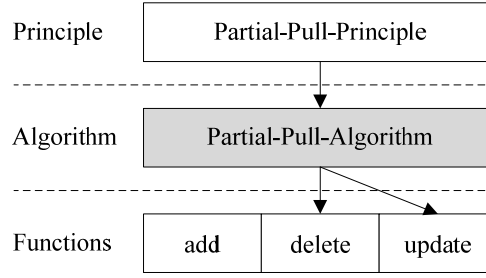 Principle Partial-Pull-Principle
Algorithm Partial-Pull-Algorithm
Functions add delete update